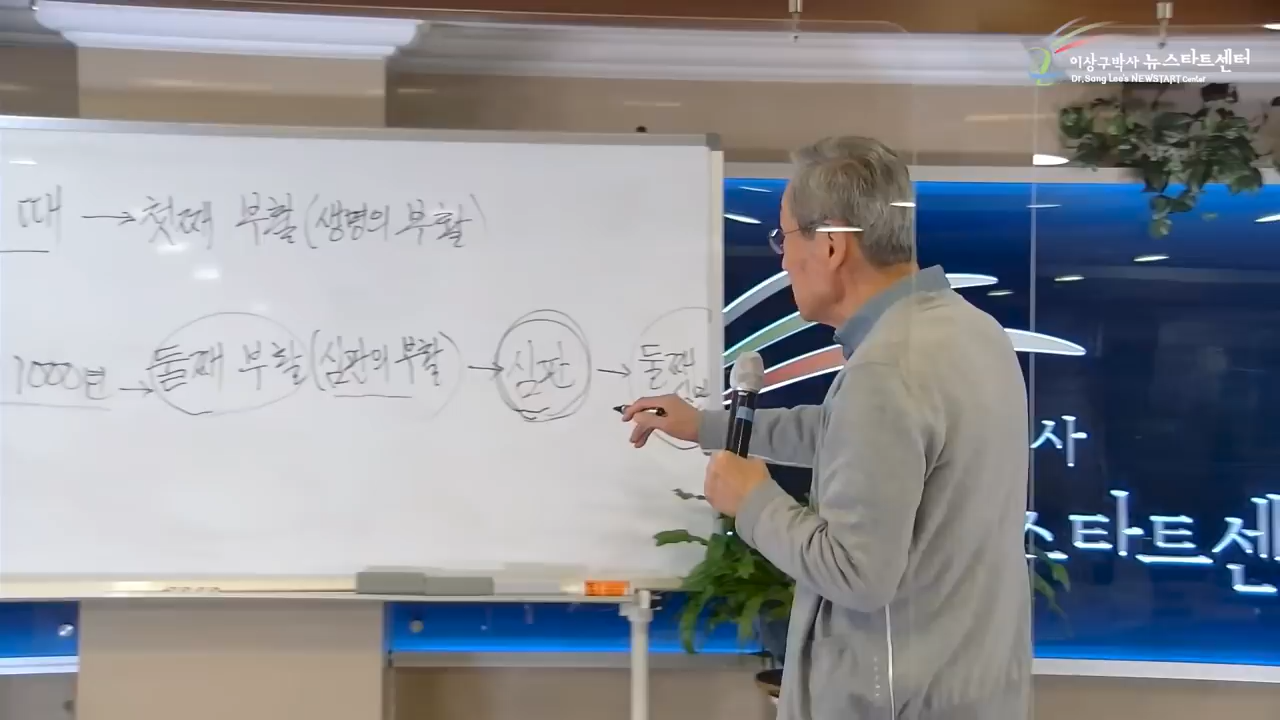 이상구박사 뉴스타트센터
Dr. Sang Lee's NEWSTART Center
때 → 첫째 부활(생명의 부활)
1000년 → 둘째 부활(심판의 부활) → 심판 → 둘째
사
스타트센